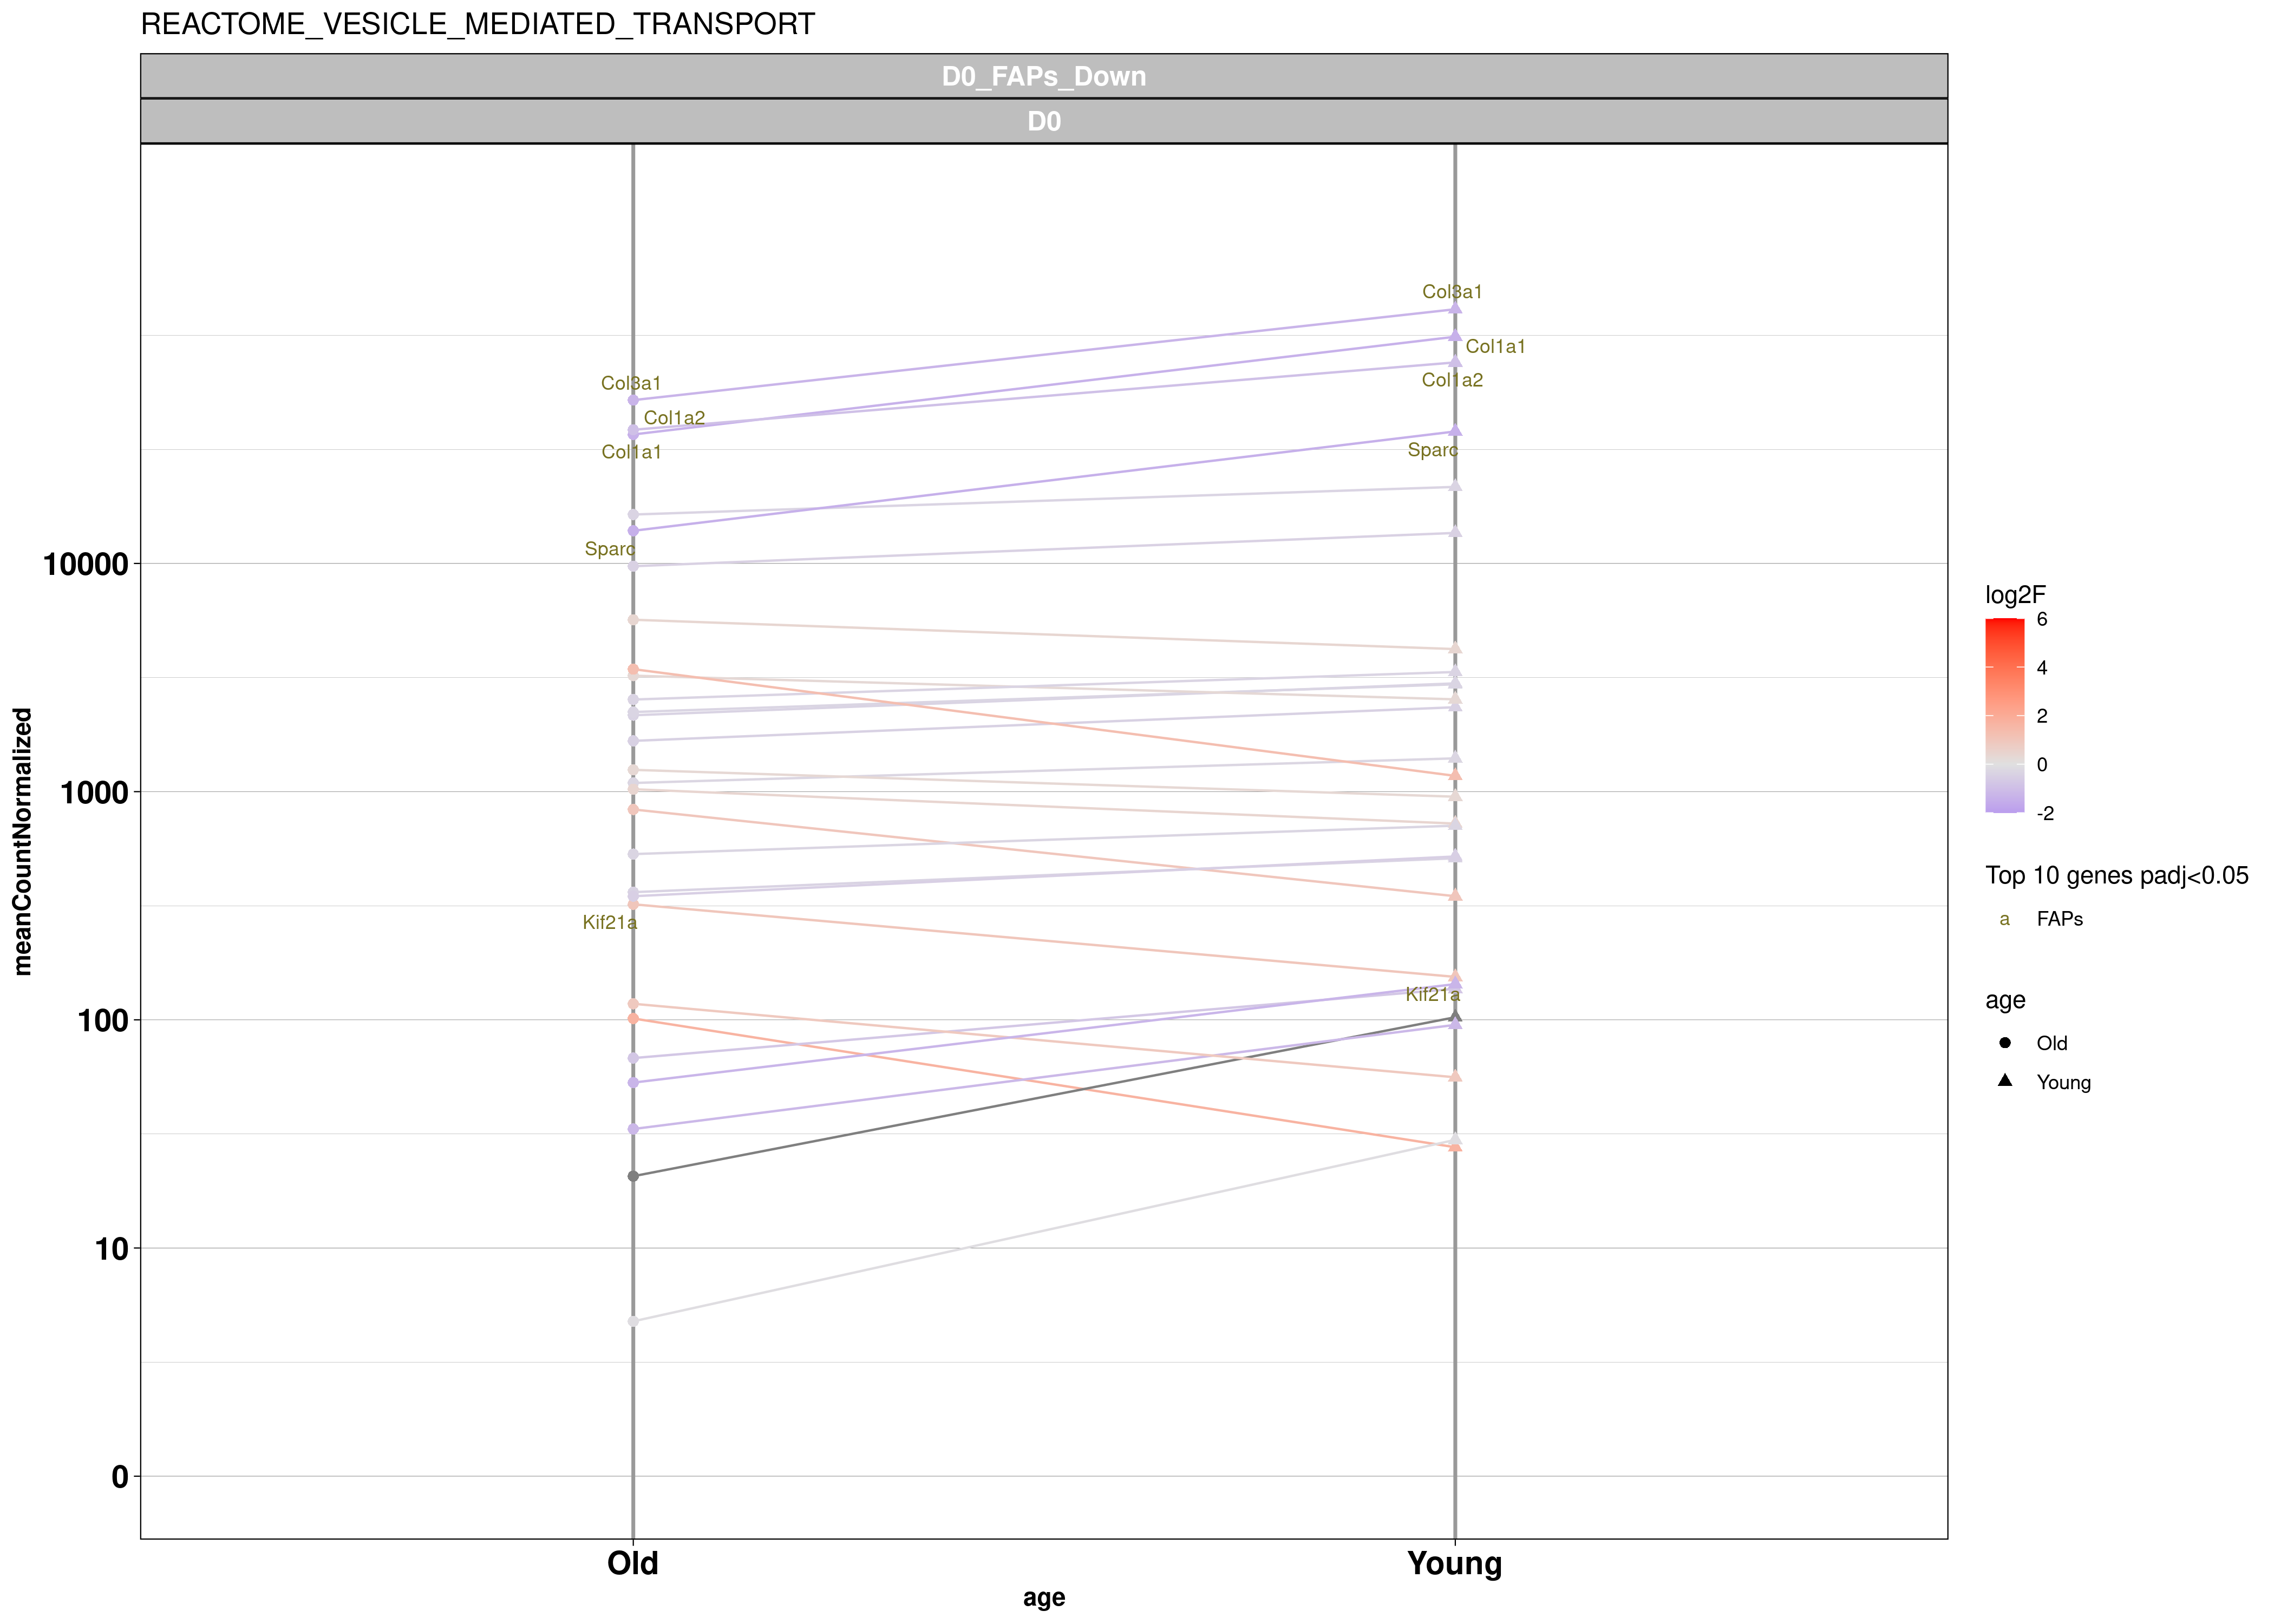 REACTOME_VESICLE_MEDIATED_TRANSPORT
D0_FAPs_Down
D0
Col3a1
Col1a1
Col1a2
Sparc
Col3a1
Col1a2
Col1a1
Sparc
Kif21a
Kif21a
10000
1000
100
10
0
meanCountNormalized
Old
Young
age
log2F
6
4
2
0
-2
Top 10 genes padj<0.05
a FAPs
age
Old
Young